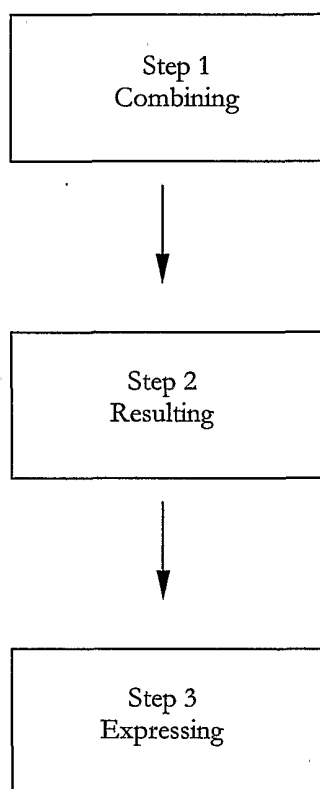 Step 1
Combining
Step 2
Resulting
Step 3
Expressing